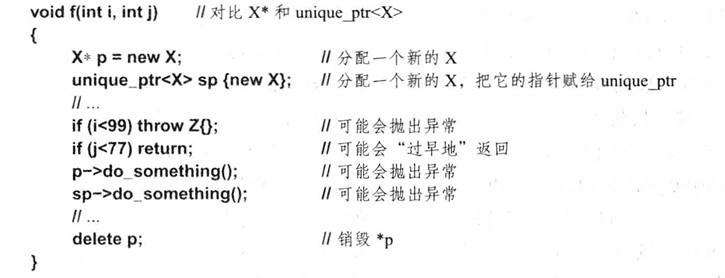 void f(int i, int j) // 对比 X* 和 unique_ptr<X>
{
X* p = new X; // 分配一个新的 X
unique_ptr<X> sp {new X}; // 分配一个新的 X，把它的指针赋给 unique_ptr
// ...
if (i<99) throw Z{}; // 可能会抛出异常
if (j<77) return; // 可能会“过早地”返回
p->do_something(); // 可能会抛出异常
sp->do_something(); // 可能会抛出异常
// ...
delete p; // 销毁 *p
}